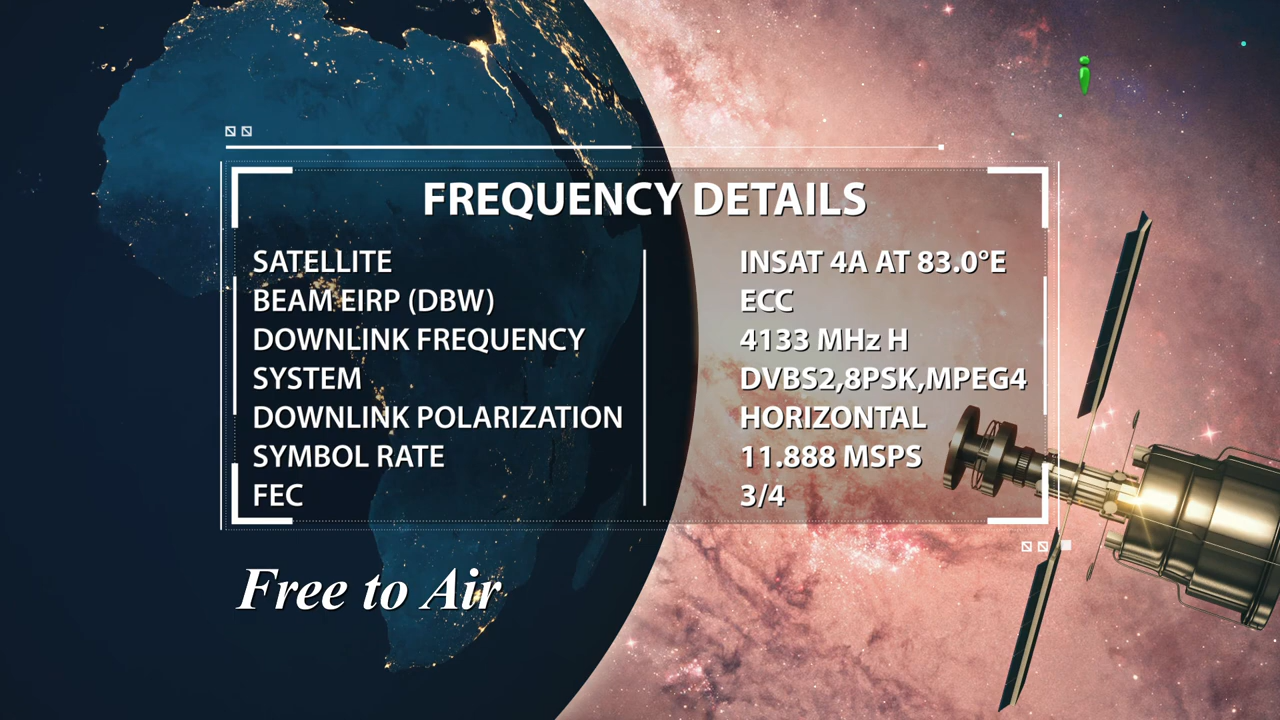 FREQUENCY DETAILS
SATELLITE INSAT 4A AT 83.0°E
BEAM EIRP (DBW) ECC
DOWNLINK FREQUENCY 4133 MHz H
SYSTEM DVBS2,8PSK,MPEG4
DOWNLINK POLARIZATION HORIZONTAL
SYMBOL RATE 11.888 MSPS
FEC 3/4
Free to Air